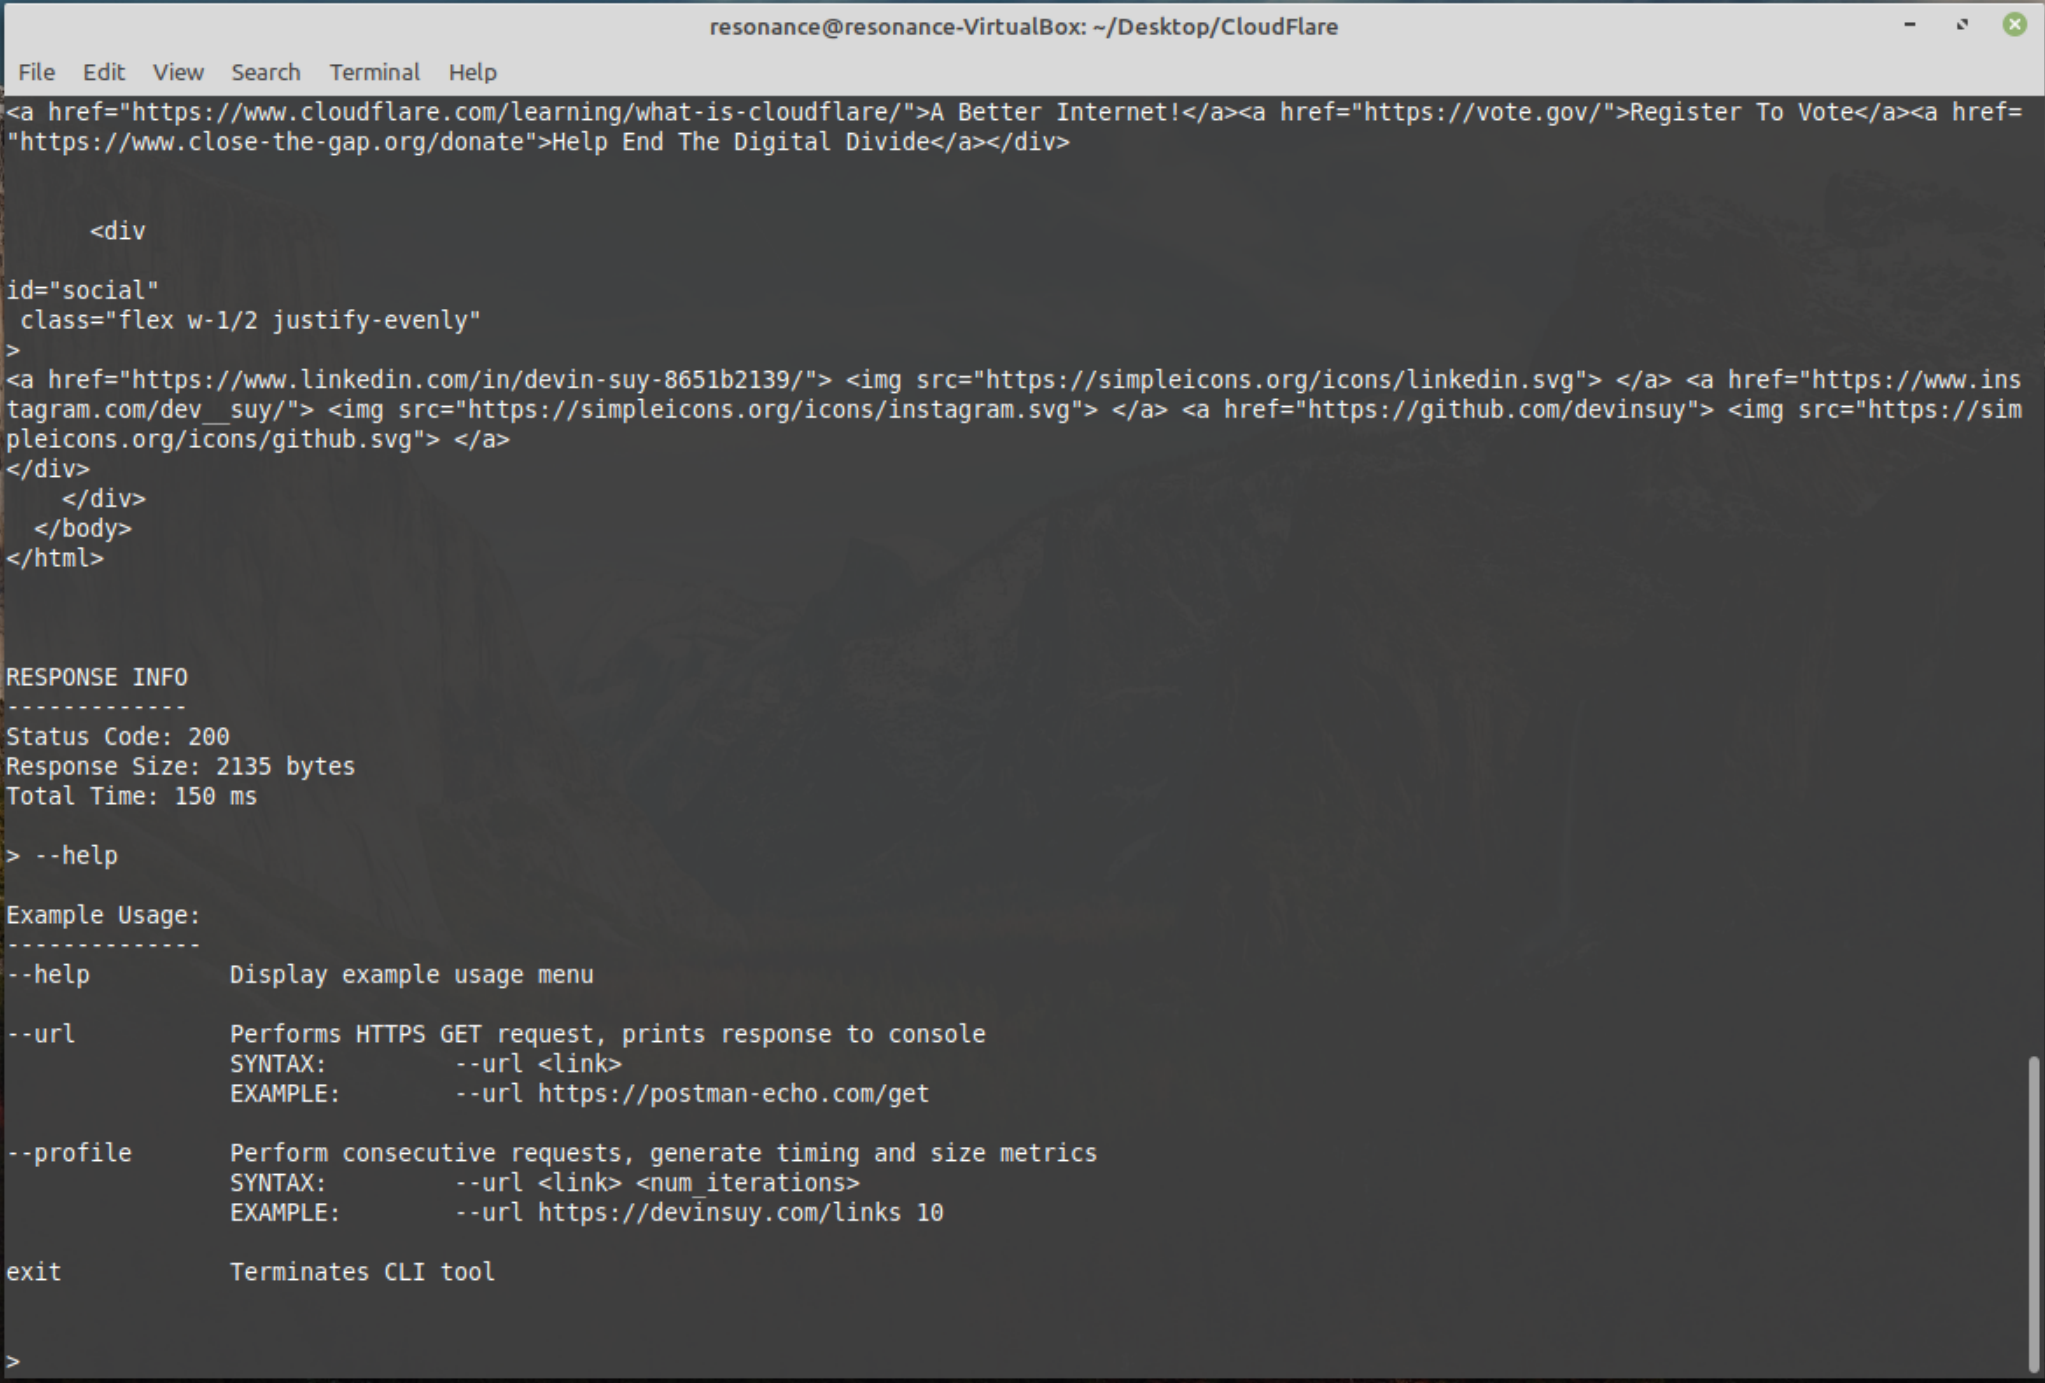 resonance@resonance-VirtualBox: ~/Desktop/CloudFlare
File Edit View Search Terminal Help
<a href="https://www.cloudflare.com/learning/what-is-cloudflare/">A Better Internet!</a><a href="https://vote.gov/">Register To Vote</a><a href=
"https://www.close-the-gap.org/donate">Help End The Digital Divide</a></div>
<div
id="social"
class="flex w-1/2 justify-evenly"
>
<a href="https://www.linkedin.com/in/devin-suy-8651b2139/"> <img src="https://simpleicons.org/icons/linkedin.svg"> </a> <a href="https://www.ins
tagram.com/dev__suy/"> <img src="https://simpleicons.org/icons/instagram.svg"> </a> <a href="https://github.com/devinsuy"> <img src="https://sim
pleicons.org/icons/github.svg"> </a>
</div>
</div>
</body>
</html>
RESPONSE INFO
-------------
Status Code: 200
Response Size: 2135 bytes
Total Time: 150 ms
> --help
Example Usage:
--------------
--help Display example usage menu
--url Performs HTTPS GET request, prints response to console
SYNTAX: --url <link>
EXAMPLE: --url https://postman-echo.com/get
--profile Perform consecutive requests, generate timing and size metrics
SYNTAX: --url <link> <num_iterations>
EXAMPLE: --url https://devinsuy.com/links 10
exit Terminates CLI tool
>